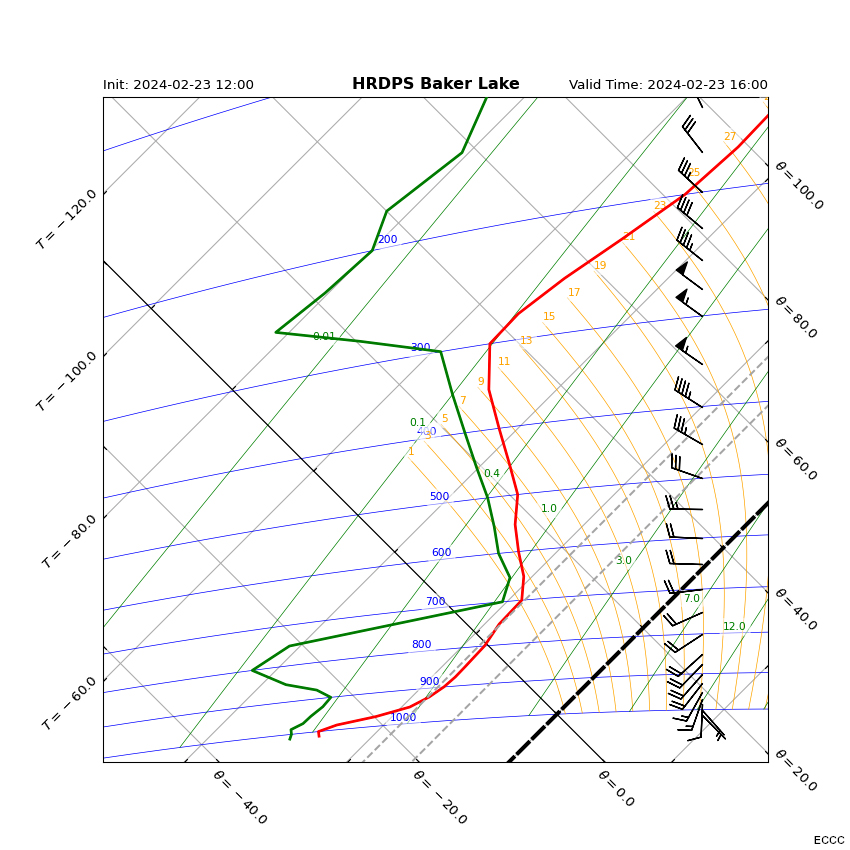 HRDPS Baker Lake
Init: 2024-02-23 12:00
Valid Time: 2024-02-23 16:00
27
25
θ=100.0
T=−120.0
23
200
21
19
17
θ=80.0
15
0.01
13
300
11
T=−100.0
9
7
5
0.1
400
3
θ=60.0
1
0.4
500
1.0
T=−80.0
600
3.0
700
7.0
θ=40.0
12.0
800
900
T=−60.0
1000
θ=20.0
θ=−40.0
θ=−20.0
θ=0.0
ECCC